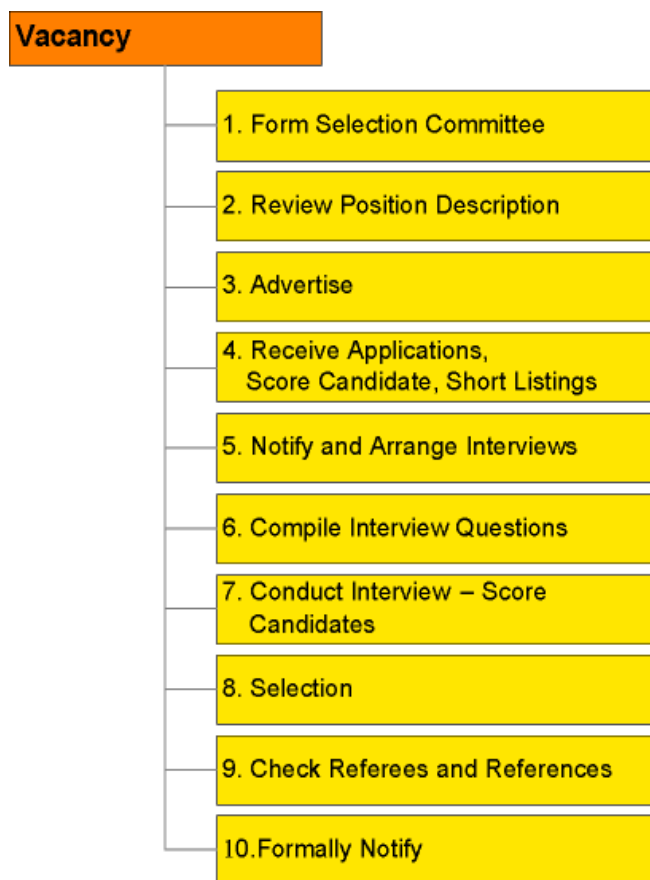 Vacancy
1. Form Selection Committee
2. Review Position Description
3. Advertise
4. Receive Applications,
Score Candidate, Short Listings
5. Notify and Arrange Interviews
6. Compile Interview Questions
7. Conduct Interview – Score
Candidates
8. Selection
9. Check Referees and References
10.Formally Notify